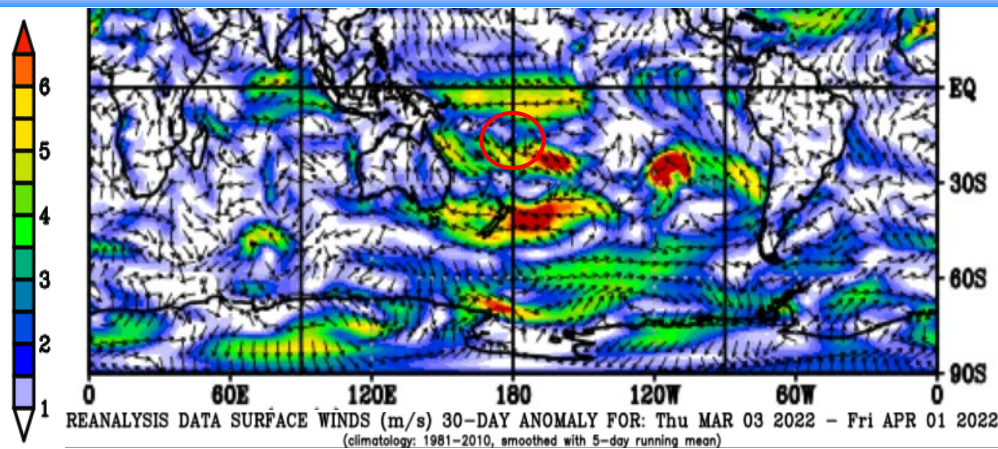 6
5
4
3
2
1
EQ
30S
60S
90S
0 60E 120E 180 120W 60W 0
REANALYSIS DATA SURFACE WINDS (m/s) 30-DAY ANOMALY FOR: Thu MAR 03 2022 - Fri APR 01 2022
(climatology: 1981-2010, smoothed with 5-day running mean)